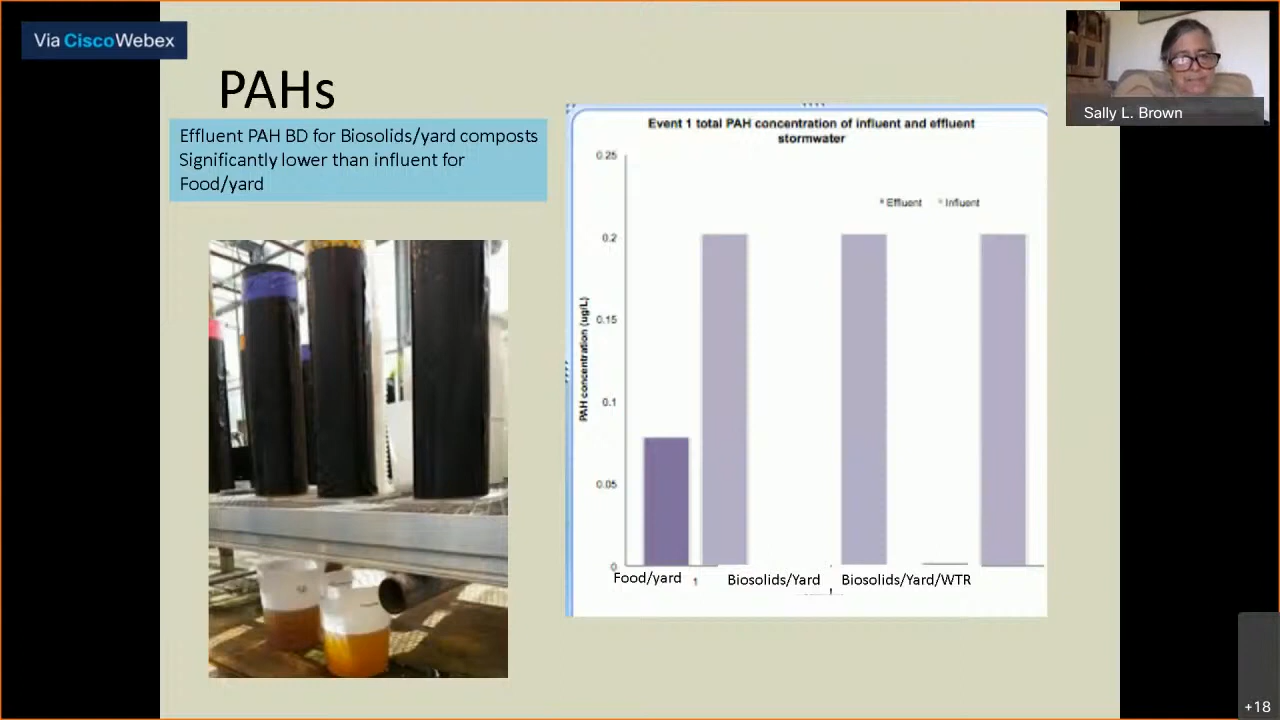 Via CiscoWebex
PAHs
Effluent PAH BD for Biosolids/yard composts
Significantly lower than influent for
Food/yard
Event 1 total PAH concentration of influent and effluent
stormwater
Effluent Influent
PAH concentration (ug/L)
0.25
0.2
0.15
0.1
0.05
0
Food/yard 1 Biosolids/Yard Biosolids/Yard/WTR
Sally L. Brown
+18